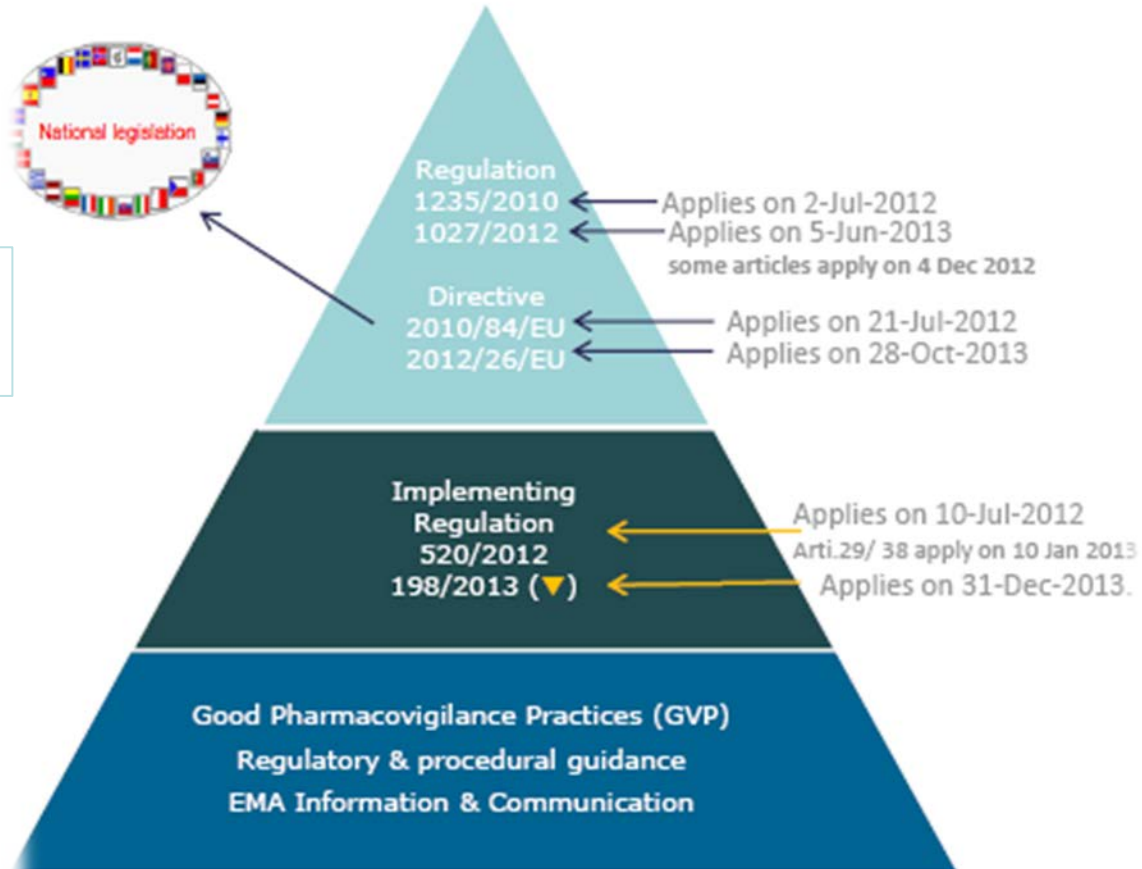 National legislation
Regulation
1235/2010
Applies on 2-Jul-2012
1027/2012
Applies on 5-Jun-2013
some articles apply on 4 Dec 2012
Directive
2010/84/EU
Applies on 21-Jul-2012
2012/26/EU
Applies on 28-Oct-2013
Implementing
Regulation
520/2012
Applies on 10-Jul-2012
Arti.29/ 38 apply on 10 Jan 2013
198/2013 (▼)
Applies on 31-Dec-2013.
Good Pharmacovigilance Practices (GVP)
Regulatory & procedural guidance
EMA Information & Communication